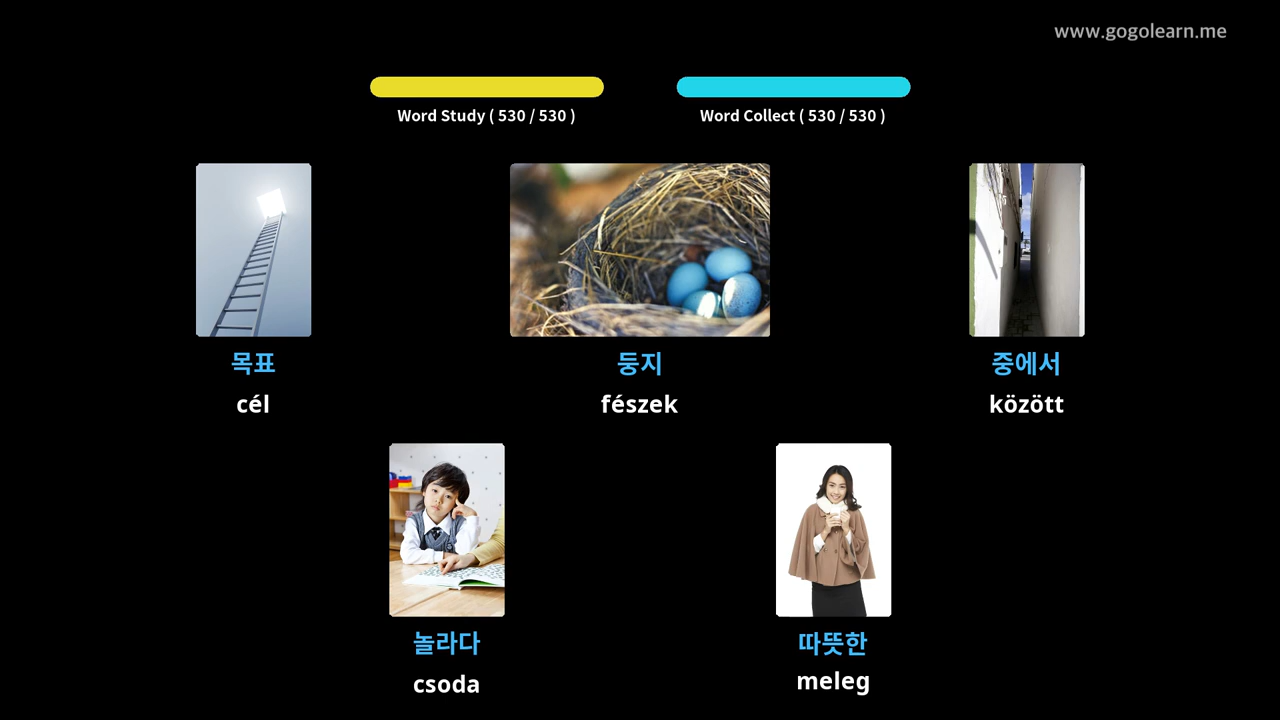 www.gogolearn.me
Word Study ( 530 / 530 )
Word Collect ( 530 / 530 )
목표
cél
둥지
fészek
중에서
között
놀라다
csoda
따뜻한
meleg